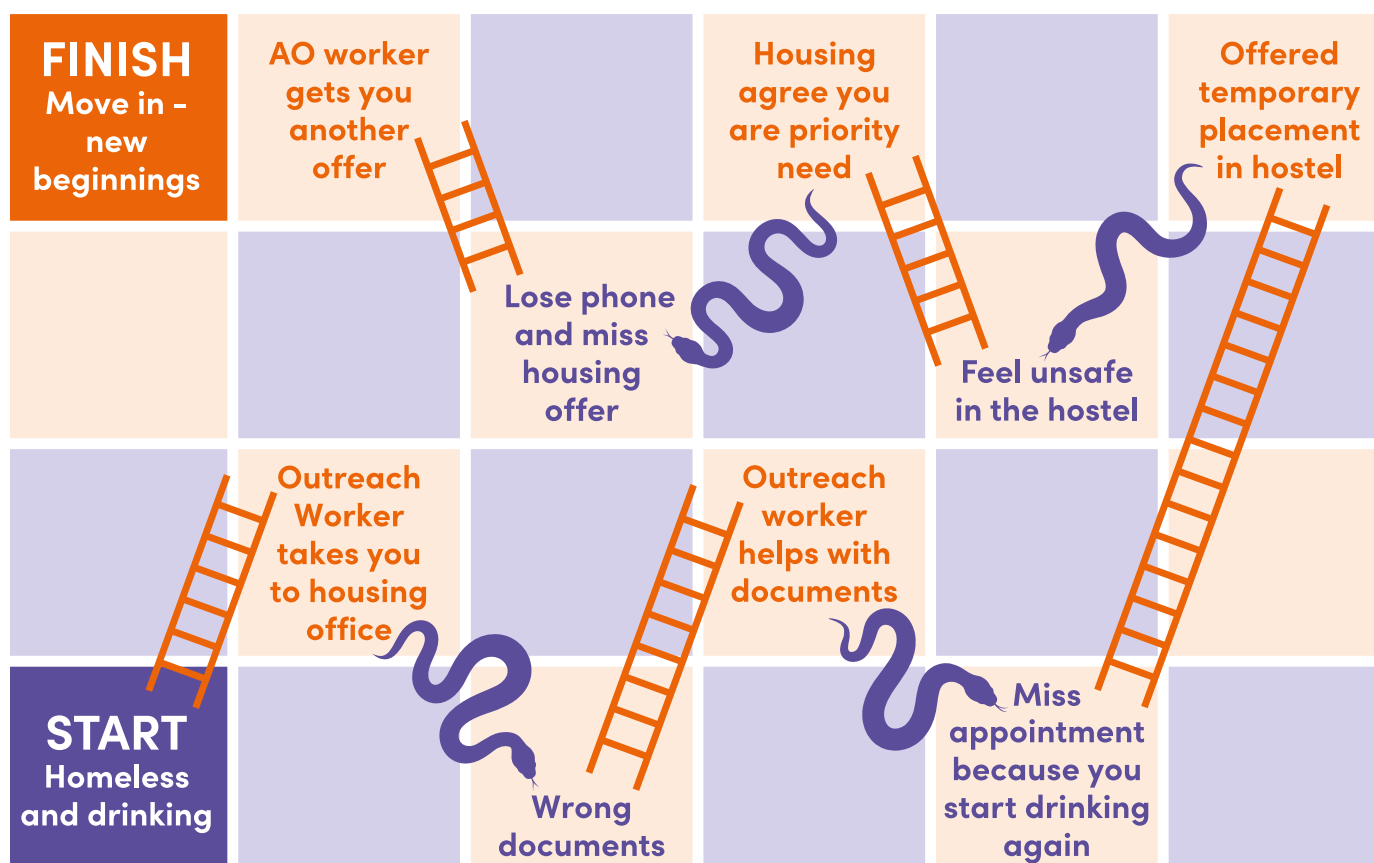 FINISH
Move in –
new
beginnings
AO worker
gets you
another
offer
Housing
agree you
are priority
need
Offered
temporary
placement
in hostel
Lose phone
and miss
housing
offer
Feel unsafe
in the hostel
Outreach
Worker
takes you
to housing
office
Outreach
worker
helps with
documents
START
Homeless
and drinking
Wrong
documents
Miss
appointment
because you
start drinking
again